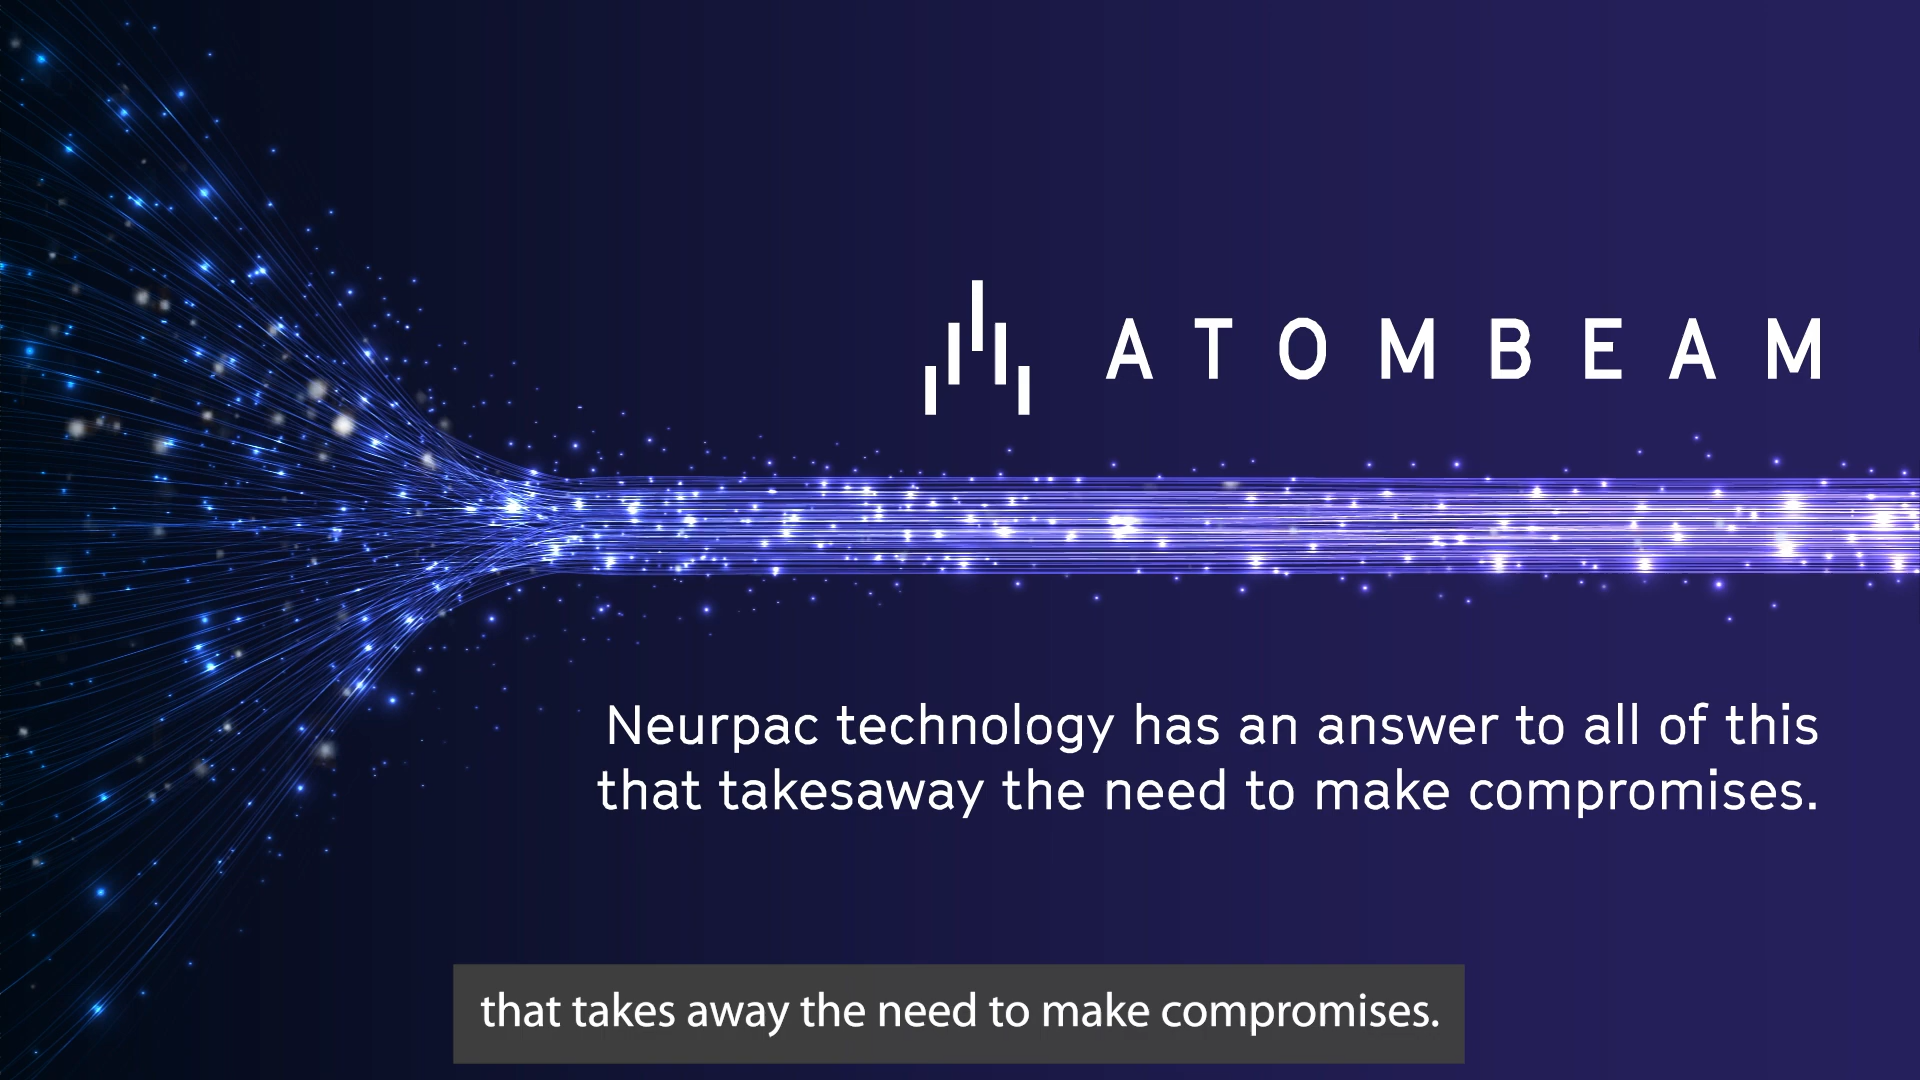 ATOMBEAM
Neurpac technology has an answer to all of this
that takesaway the need to make compromises.
that takes away the need to make compromises.